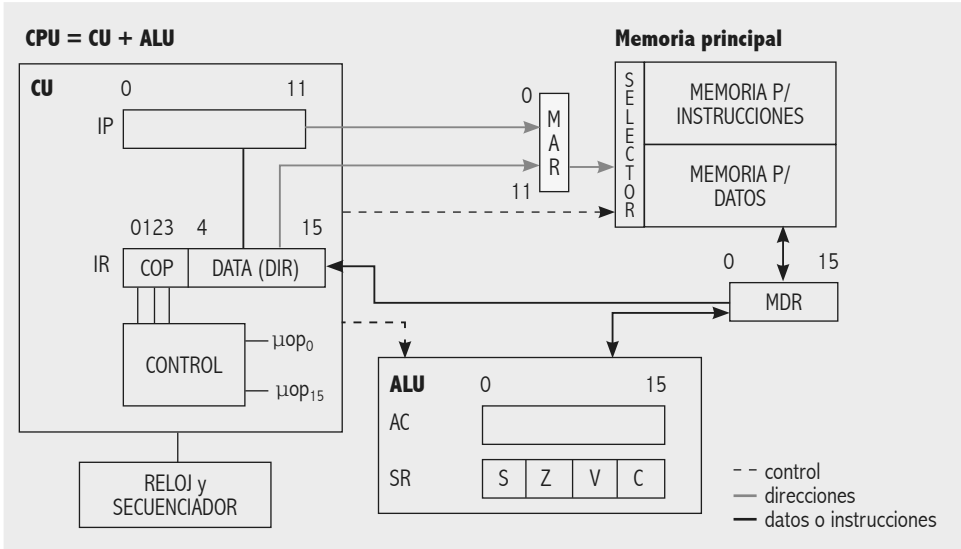 CPU = CU + ALU
Memoria principal
CU
0 11
IP
0
MAR
11
SELECTOR
MEMORIA P/
INSTRUCCIONES
MEMORIA P/
DATOS
0123 4 15
IR COP DATA (DIR)
0 15
MDR
CONTROL
μop0
μop15
ALU 0 15
AC
SR S Z V C
RELOJ y
SECUENCIADOR
control
direcciones
datos o instrucciones